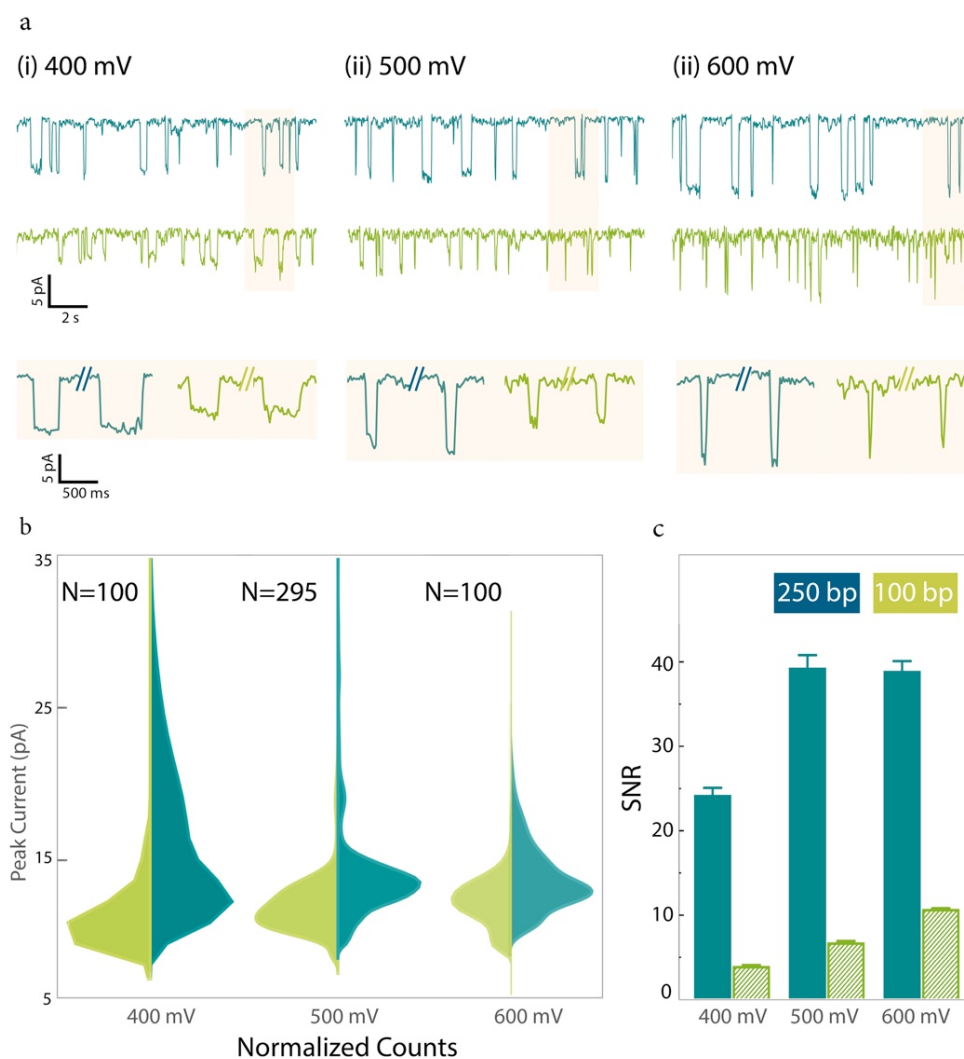 a
(i) 400 mV (ii) 500 mV (ii) 600 mV
5 pA
2 s
5 pA
500 ms
b
35
25
15
5
Peak Current (pA)
N=100 N=295 N=100
400 mV 500 mV 600 mV
Normalized Counts
c
250 bp 100 bp
40
30
20
10
0
SNR
400 mV 500 mV 600 mV